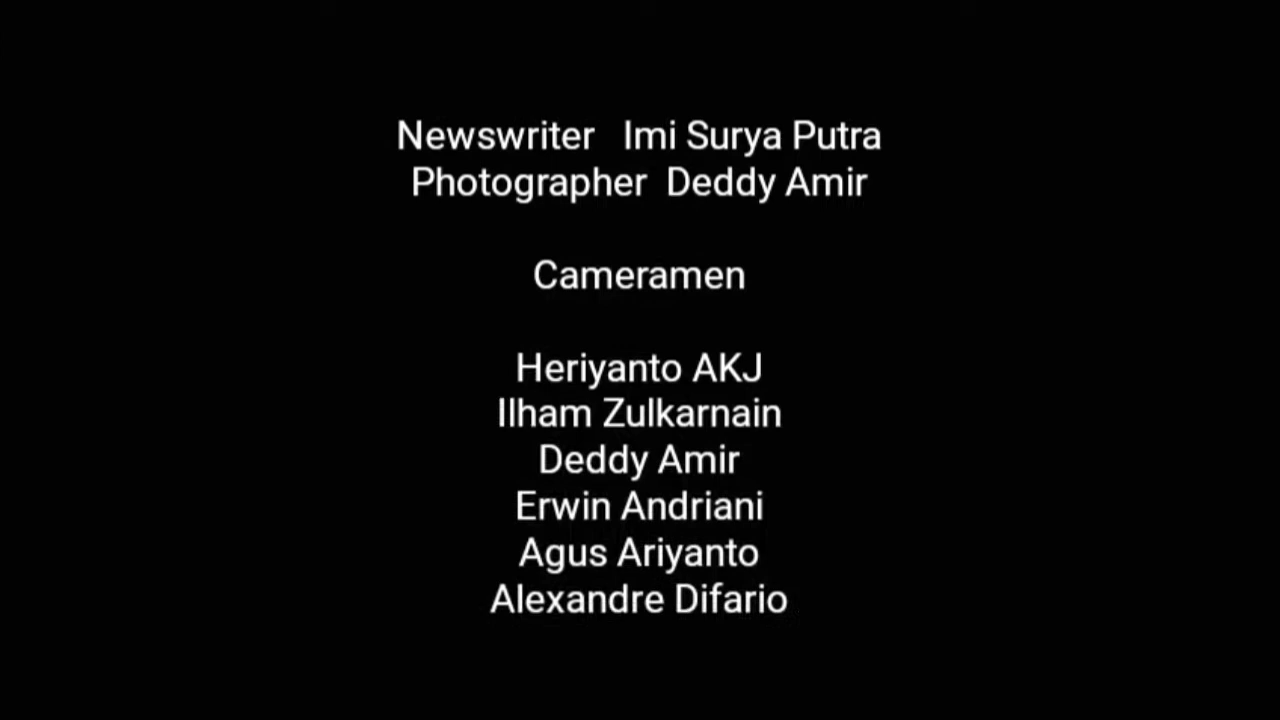 Newswriter Imi Surya Putra
Photographer Deddy Amir
Cameramen
Heriyanto AKJ
Ilham Zulkarnain
Deddy Amir
Erwin Andriani
Agus Ariyanto
Alexandre Difario